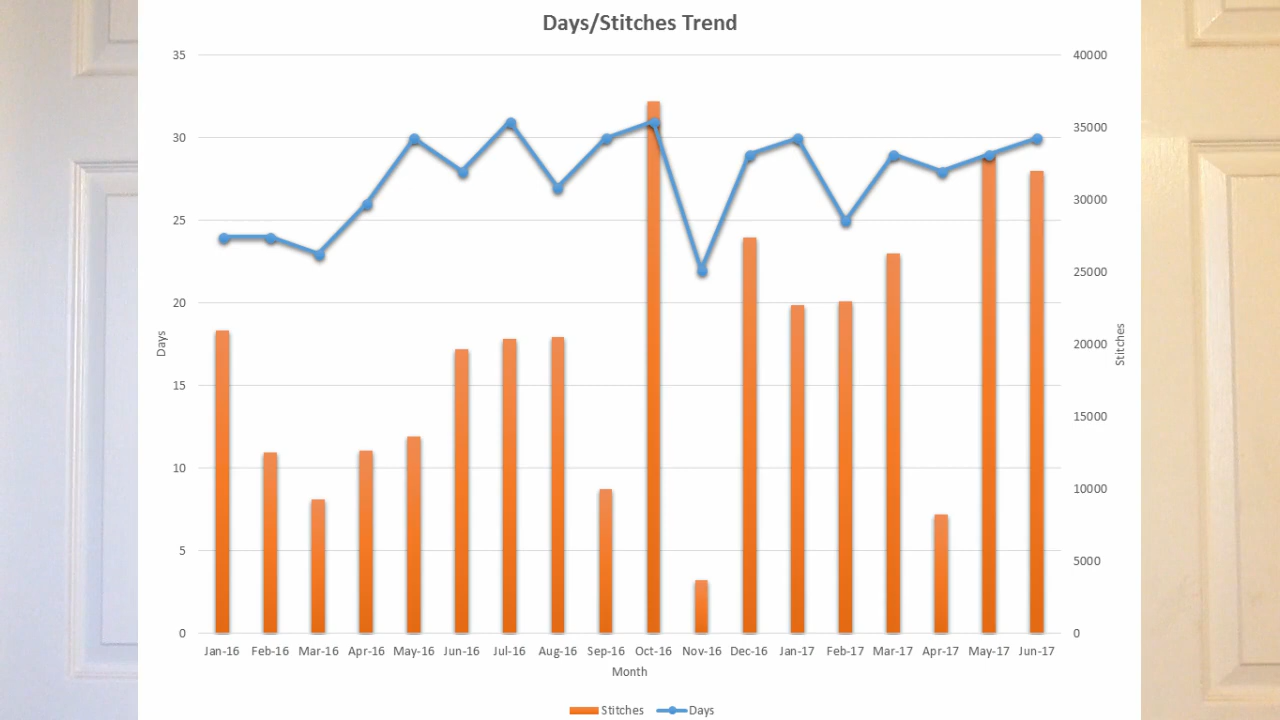 Days/Stitches Trend
35
30
25
20
15
10
5
0
Days
40000
35000
30000
25000
20000
15000
10000
5000
0
Stitches
Jan-16 Feb-16 Mar-16 Apr-16 May-16 Jun-16 Jul-16 Aug-16 Sep-16 Oct-16 Nov-16 Dec-16 Jan-17 Feb-17 Mar-17 Apr-17 May-17 Jun-17
Month
Stitches Days